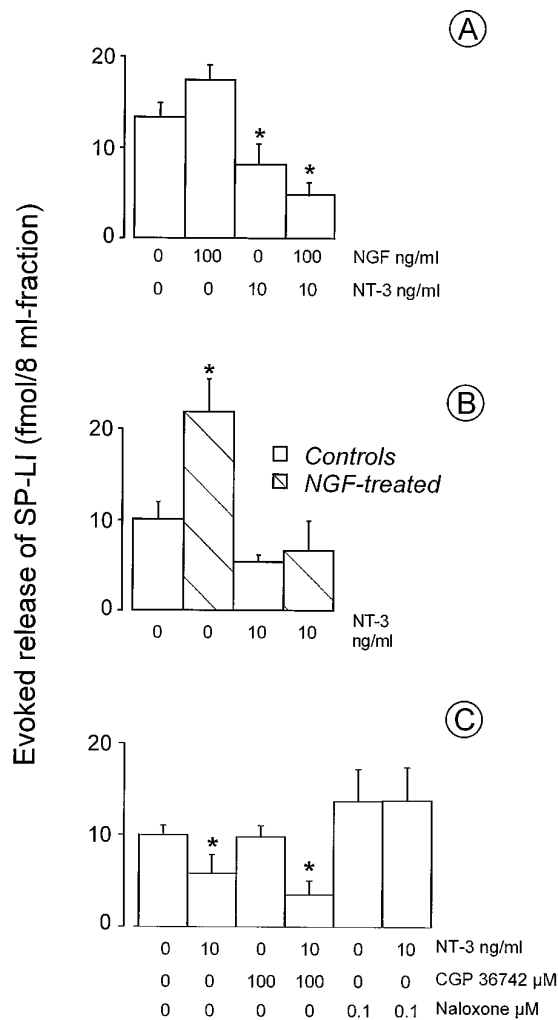 Evoked release of SP-LI (fmol/8 ml-fraction)
A
20
10
0
*
*
0 100 0 100 NGF ng/ml
0 0 10 10 NT-3 ng/ml
B
20
10
0
*
Controls
NGF-treated
0 0 10 10 NT-3
ng/ml
C
20
10
0
*
*
0 10 0 10 0 10 NT-3 ng/ml
0 0 100 100 0 0 CGP 36742 µM
0 0 0 0 0.1 0.1 Naloxone µM